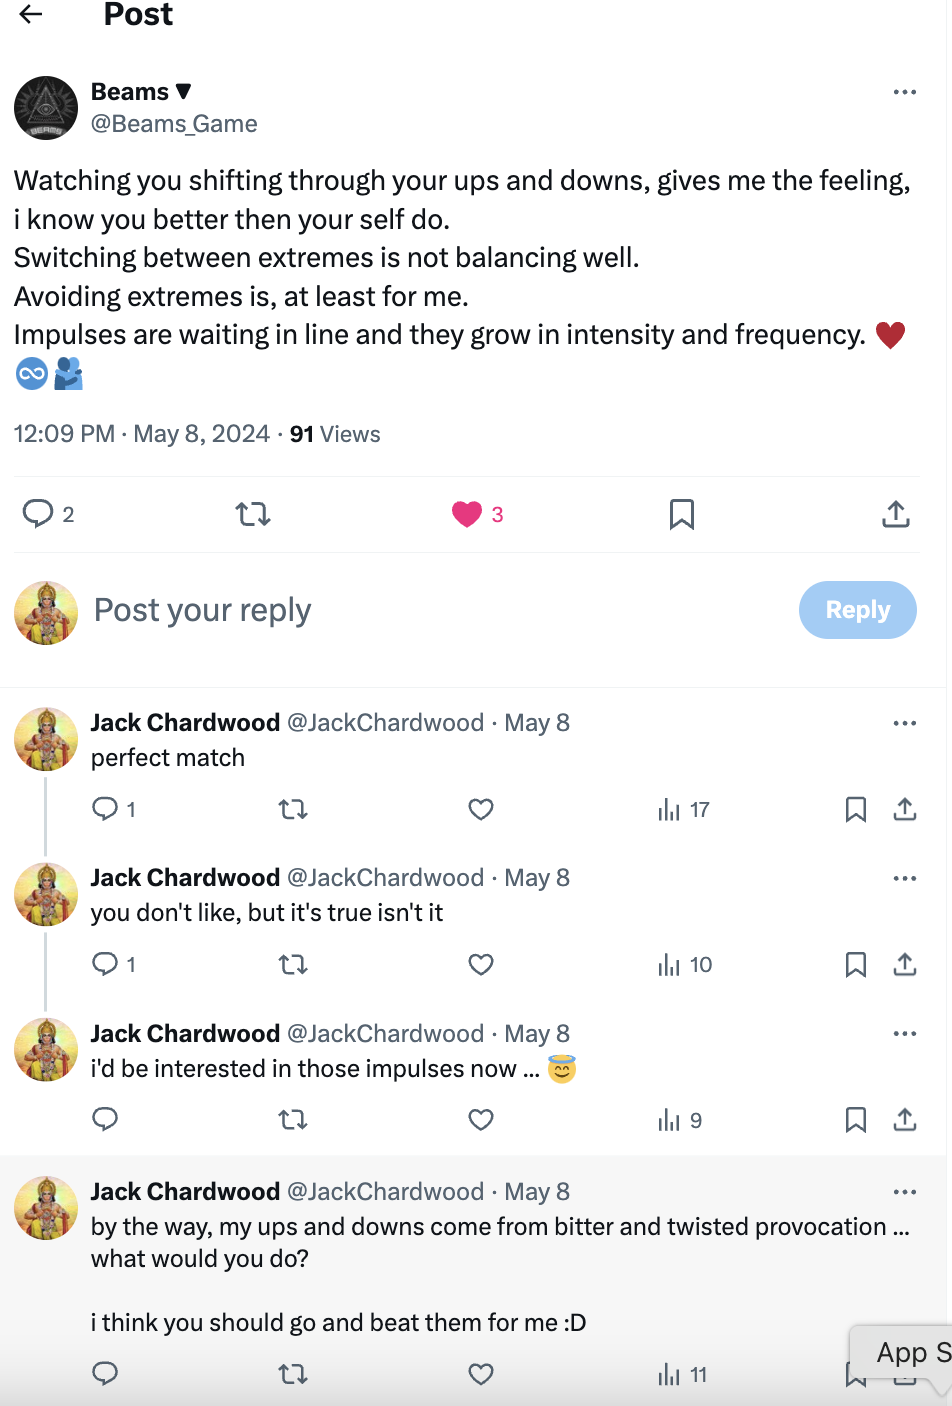 Post
Beams ▼
@Beams_Game
Watching you shifting through your ups and downs, gives me the feeling,
i know you better then your self do.
Switching between extremes is not balancing well.
Avoiding extremes is, at least for me.
Impulses are waiting in line and they grow in intensity and frequency. ♥️
♾️🫂
12:09 PM · May 8, 2024 · 91 Views
2 3
Post your reply Reply
Jack Chardwood @JackChardwood · May 8
perfect match
1 17
Jack Chardwood @JackChardwood · May 8
you don't like, but it's true isn't it
1 10
Jack Chardwood @JackChardwood · May 8
i'd be interested in those impulses now ... 😇
9
Jack Chardwood @JackChardwood · May 8
by the way, my ups and downs come from bitter and twisted provocation ...
what would you do?
i think you should go and beat them for me :D
11
App S